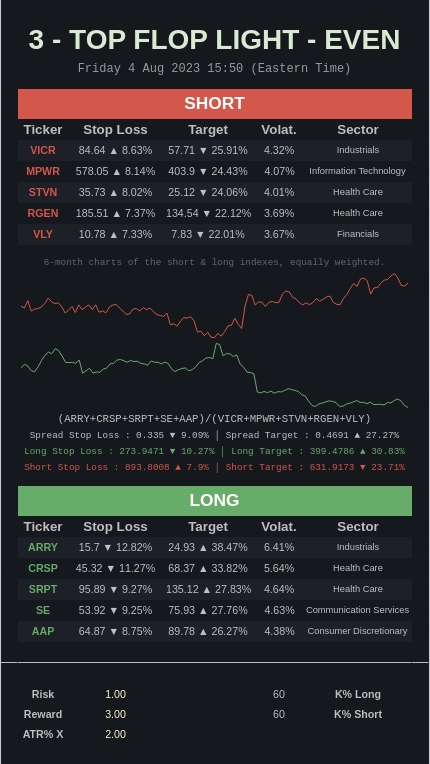 3 - TOP FLOP LIGHT - EVEN
Friday 4 Aug 2023 15:50 (Eastern Time)
SHORT
Ticker Stop Loss Target Volat. Sector
VICR 84.64 ▲ 8.63% 57.71 ▼ 25.91% 4.32% Industrials
MPWR 578.05 ▲ 8.14% 403.9 ▼ 24.43% 4.07% Information Technology
STVN 35.73 ▲ 8.02% 25.12 ▼ 24.06% 4.01% Health Care
RGEN 185.51 ▲ 7.37% 134.54 ▼ 22.12% 3.69% Health Care
VLY 10.78 ▲ 7.33% 7.83 ▼ 22.01% 3.67% Financials
6-month charts of the short & long indexes, equally weighted.
(ARRY+CRSP+SRPT+SE+AAP)/(VICR+MPWR+STVN+RGEN+VLY)
Spread Stop Loss : 0.335 ▼ 9.09% | Spread Target : 0.4691 ▲ 27.27%
Long Stop Loss : 273.9471 ▼ 10.27% | Long Target : 399.4786 ▲ 30.83%
Short Stop Loss : 893.8008 ▲ 7.9% | Short Target : 631.9173 ▼ 23.71%
LONG
Ticker Stop Loss Target Volat. Sector
ARRY 15.7 ▼ 12.82% 24.93 ▲ 38.47% 6.41% Industrials
CRSP 45.32 ▼ 11.27% 68.37 ▲ 33.82% 5.64% Health Care
SRPT 95.89 ▼ 9.27% 135.12 ▲ 27.83% 4.64% Health Care
SE 53.92 ▼ 9.25% 75.93 ▲ 27.76% 4.63% Communication Services
AAP 64.87 ▼ 8.75% 89.78 ▲ 26.27% 4.38% Consumer Discretionary
Risk 1.00 60 K% Long
Reward 3.00 60 K% Short
ATR% X 2.00